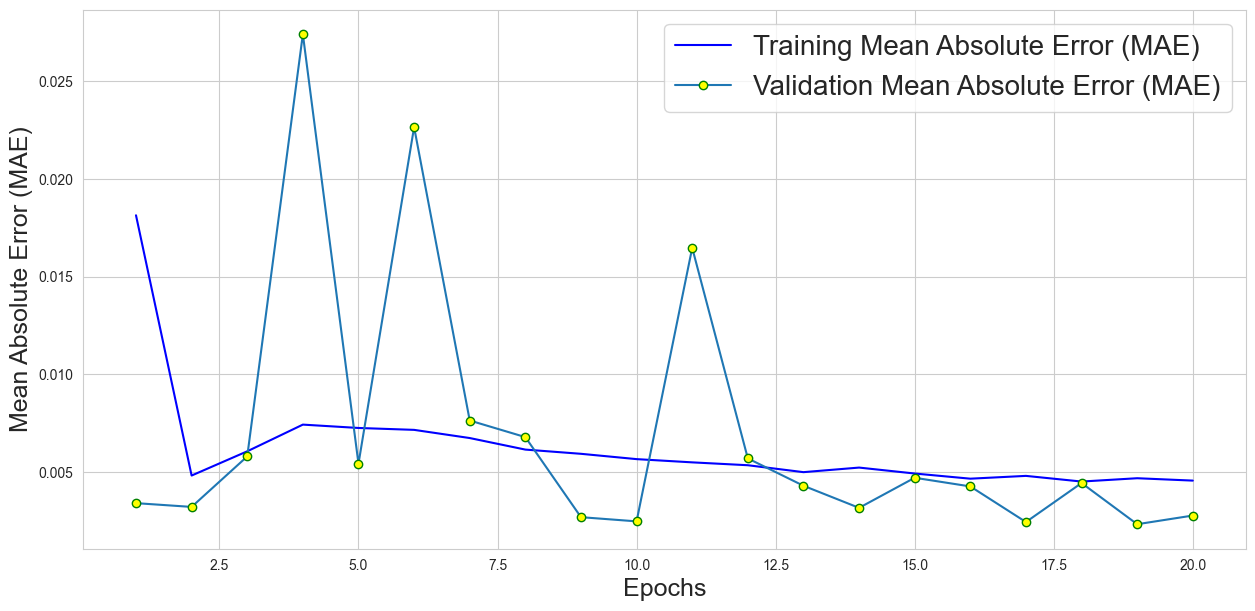 Training Mean Absolute Error (MAE)
Validation Mean Absolute Error (MAE)
Mean Absolute Error (MAE)
0.025
0.020
0.015
0.010
0.005
2.5 5.0 7.5 10.0 12.5 15.0 17.5 20.0
Epochs